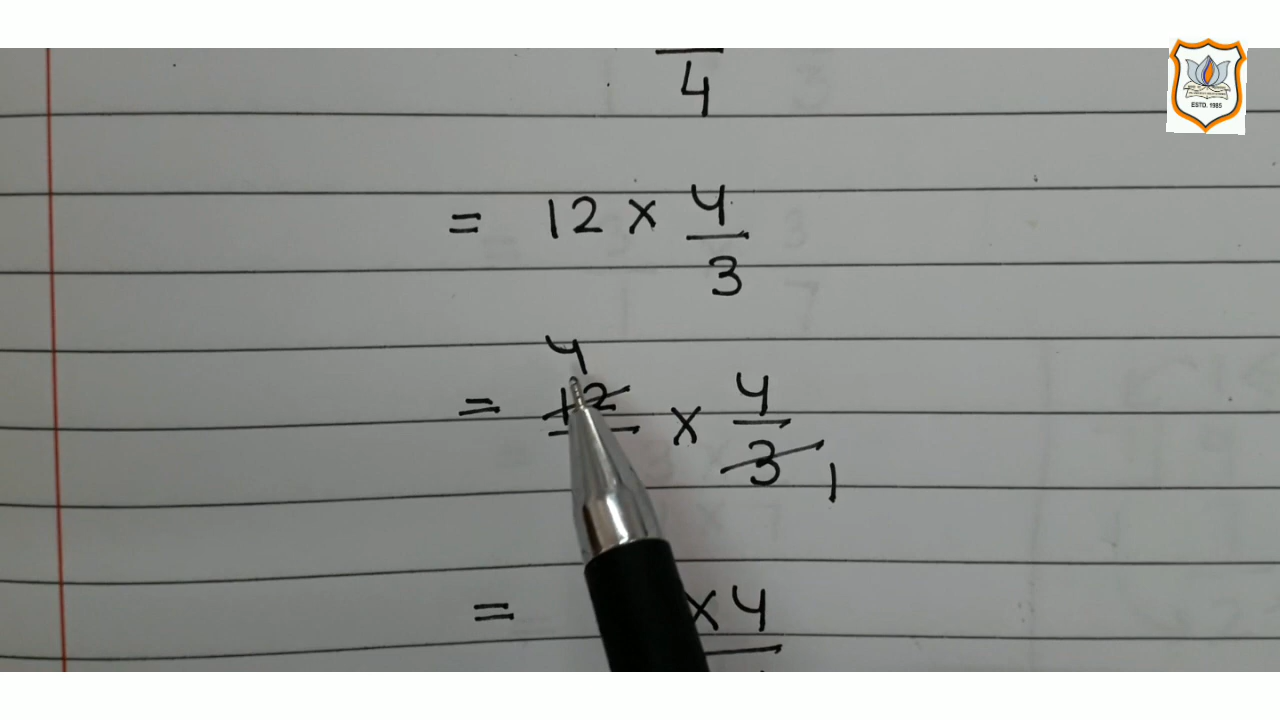 4
= 12 × 4
3
4
= 12 × 4
3 1
= × 4
ESTD. 1985